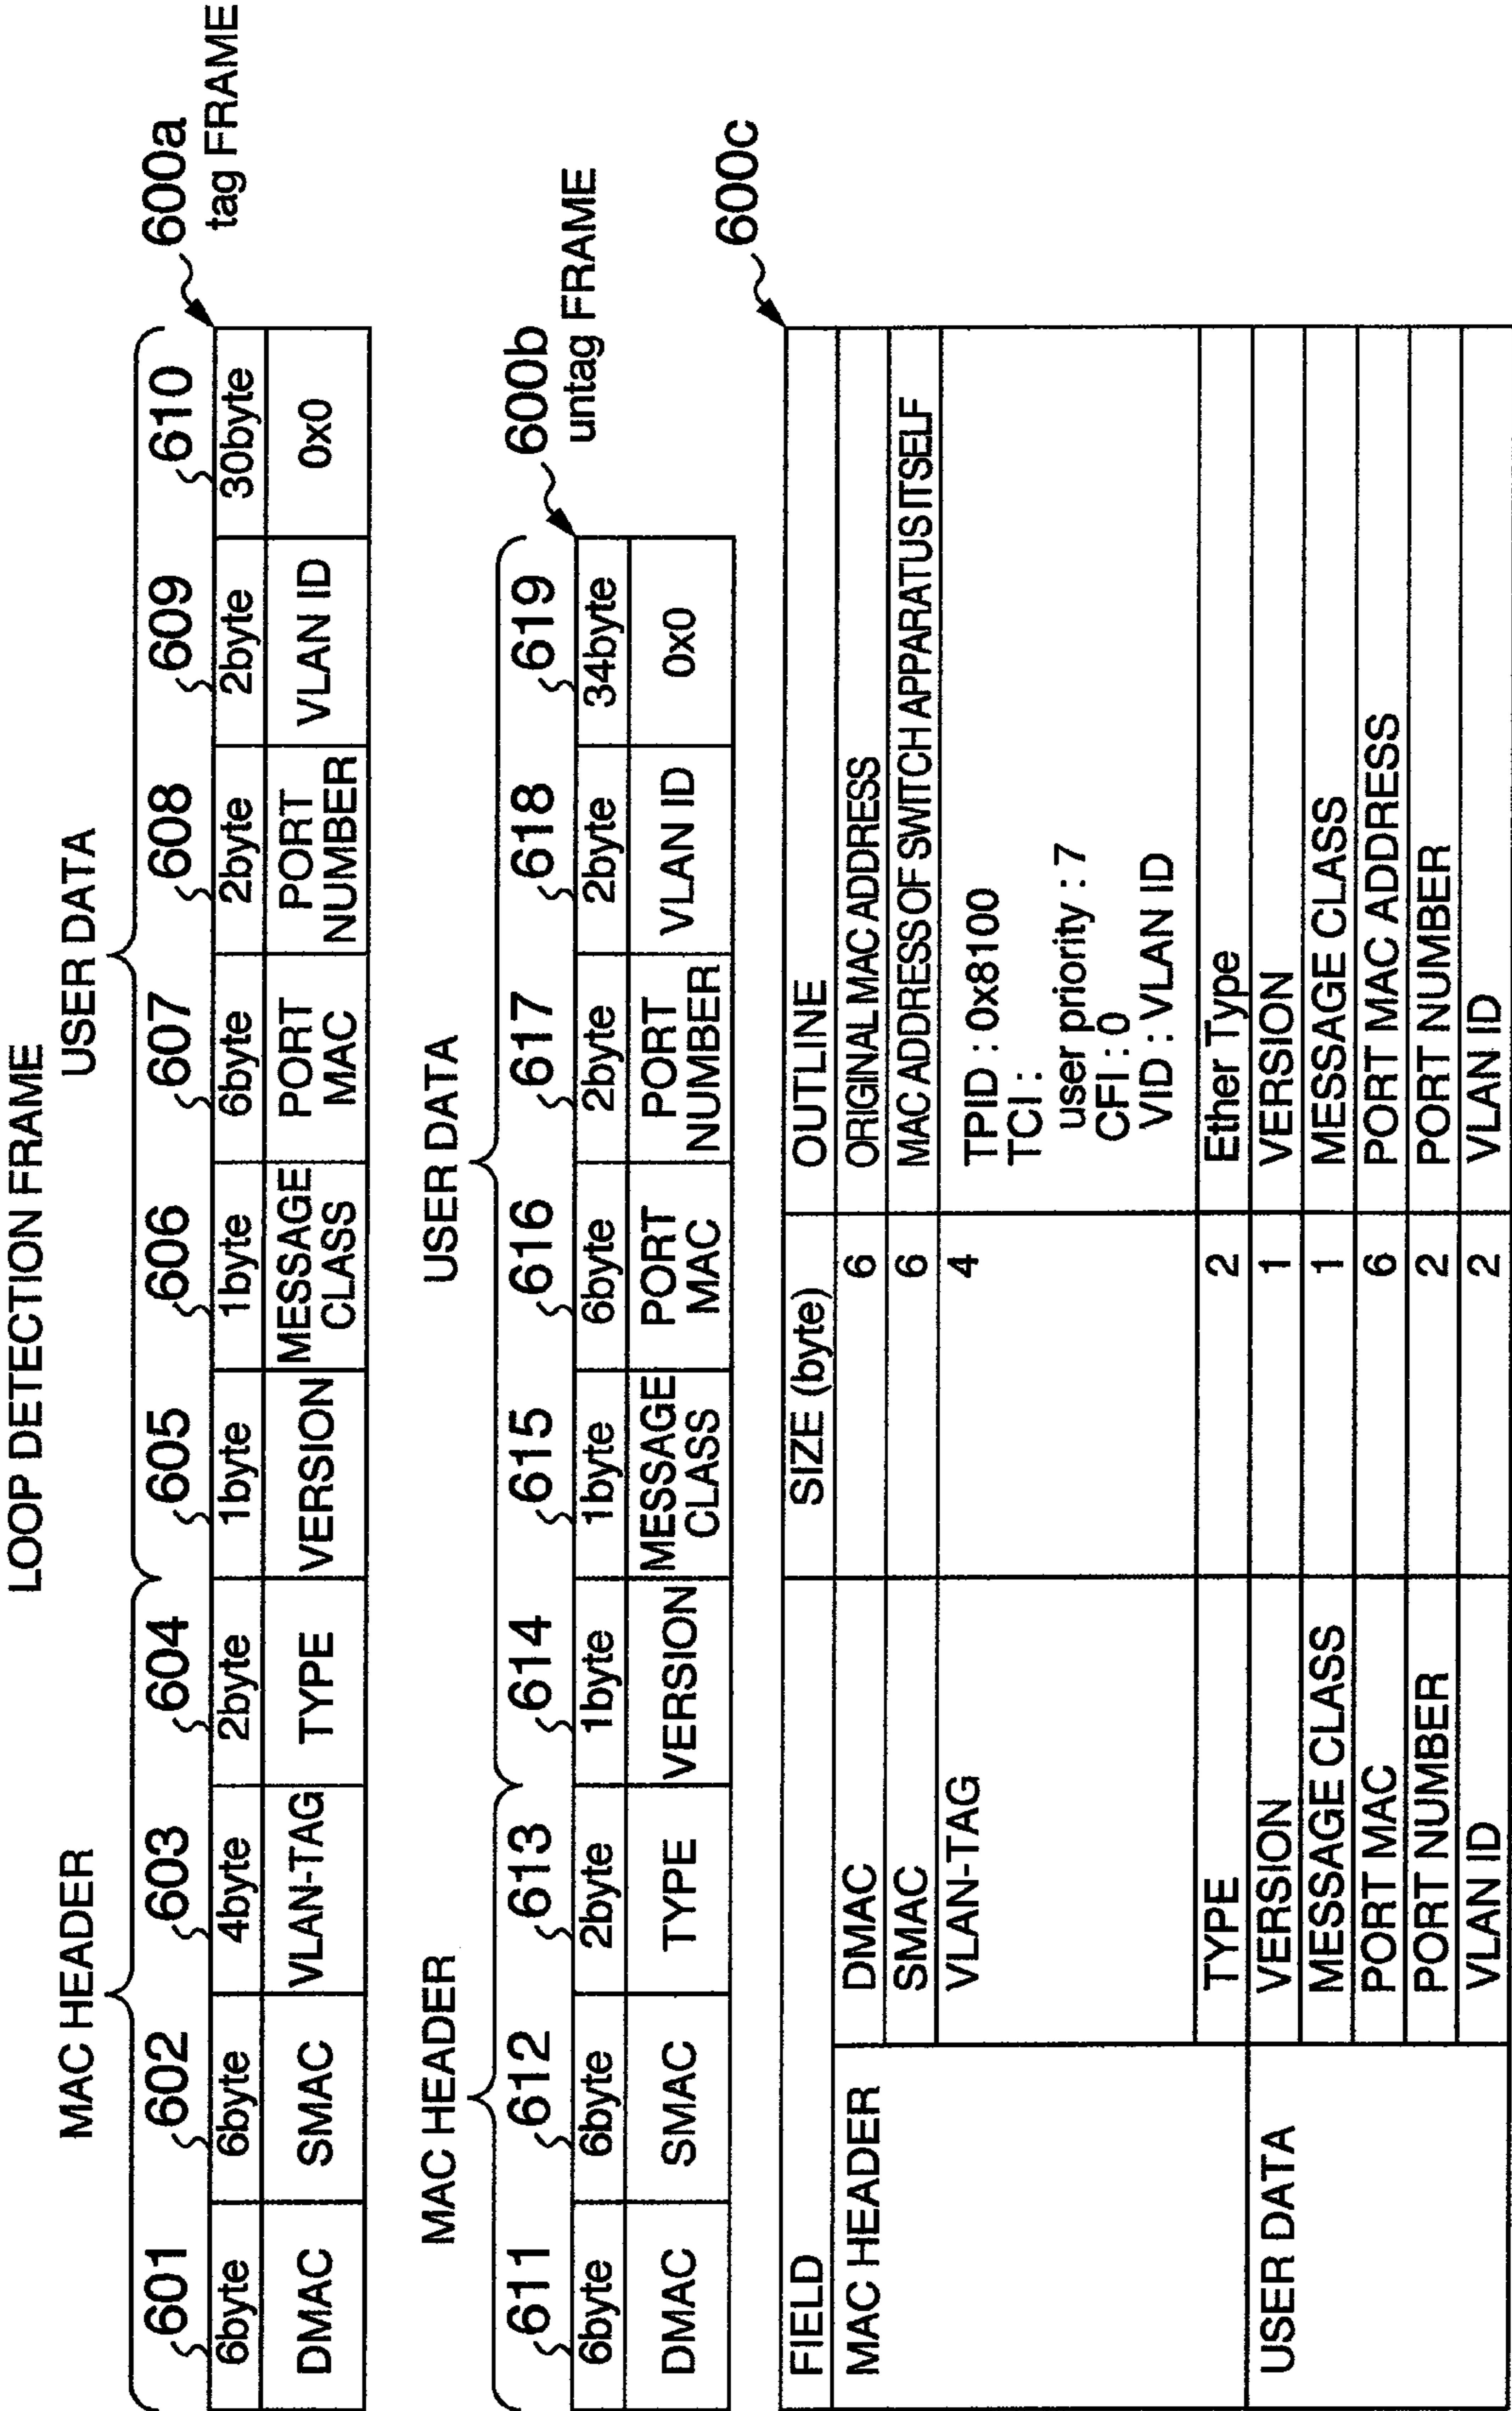 LOOP DETECTION FRAME
MAC HEADER
USER DATA
601 602 603 604 605 606 607 608 609 610
600a
tag FRAME
6byte 6byte 4byte 2byte 1byte 1byte 6byte 2byte 2byte 30byte
DMAC SMAC VLAN-TAG TYPE VERSION MESSAGE CLASS PORT MAC PORT NUMBER VLAN ID 0x0
MAC HEADER
USER DATA
611 612 613 614 615 616 617 618 619
600b
untag FRAME
6byte 6byte 2byte 1byte 1byte 6byte 2byte 2byte 34byte
DMAC SMAC TYPE VERSION MESSAGE CLASS PORT MAC PORT NUMBER VLAN ID 0x0
600c
FIELD SIZE (byte) OUTLINE
MAC HEADER DMAC 6 ORIGINAL MAC ADDRESS
SMAC 6 MAC ADDRESS OF SWITCH APPARATUS ITSELF
VLAN-TAG 4 TPID : 0x8100
TCI :
user priority : 7
CFI : 0
VID : VLAN ID
TYPE 2 Ether Type
USER DATA VERSION 1 VERSION
MESSAGE CLASS 1 MESSAGE CLASS
PORT MAC 6 PORT MAC ADDRESS
PORT NUMBER 2 PORT NUMBER
VLAN ID 2 VLAN ID